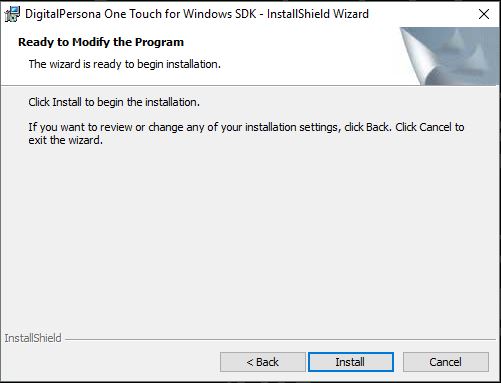 DigitalPersona One Touch for Windows SDK - InstallShield Wizard
Ready to Modify the Program
The wizard is ready to begin installation.
Click Install to begin the installation.
If you want to review or change any of your installation settings, click Back. Click Cancel to
exit the wizard.
InstallShield
< Back
Install
Cancel